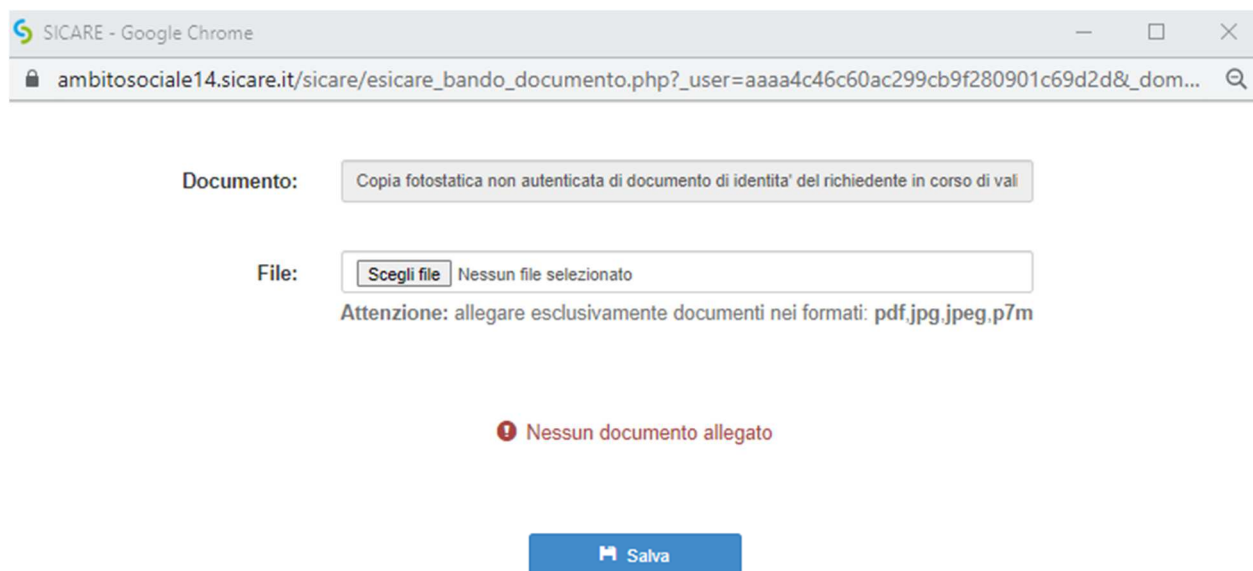 SICARE - Google Chrome
ambitosociale14.sicare.it/sicare/esicare_bando_documento.php?_user=aaaa4c46c60ac299cb9f280901c69d2d&_dom...
Documento: Copia fotostatica non autenticata di documento di identita' del richiedente in corso di vali
File: Scegli file Nessun file selezionato
Attenzione: allegare esclusivamente documenti nei formati: pdf,jpg,jpeg,p7m
Nessun documento allegato
Salva